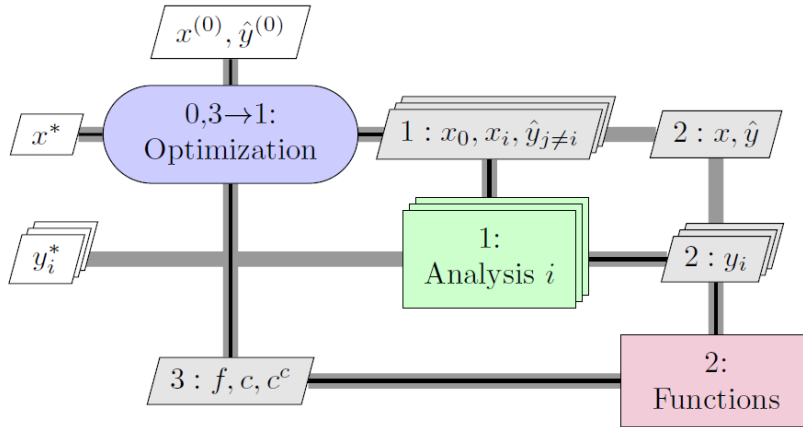 x^{(0)}, ŷ^{(0)}
x*
0,3→1:
Optimization
1 : x_0, x_i, ŷ_{j≠i}
2 : x, ŷ
y_i^*
1:
Analysis i
2 : y_i
3 : f, c, c^c
2:
Functions